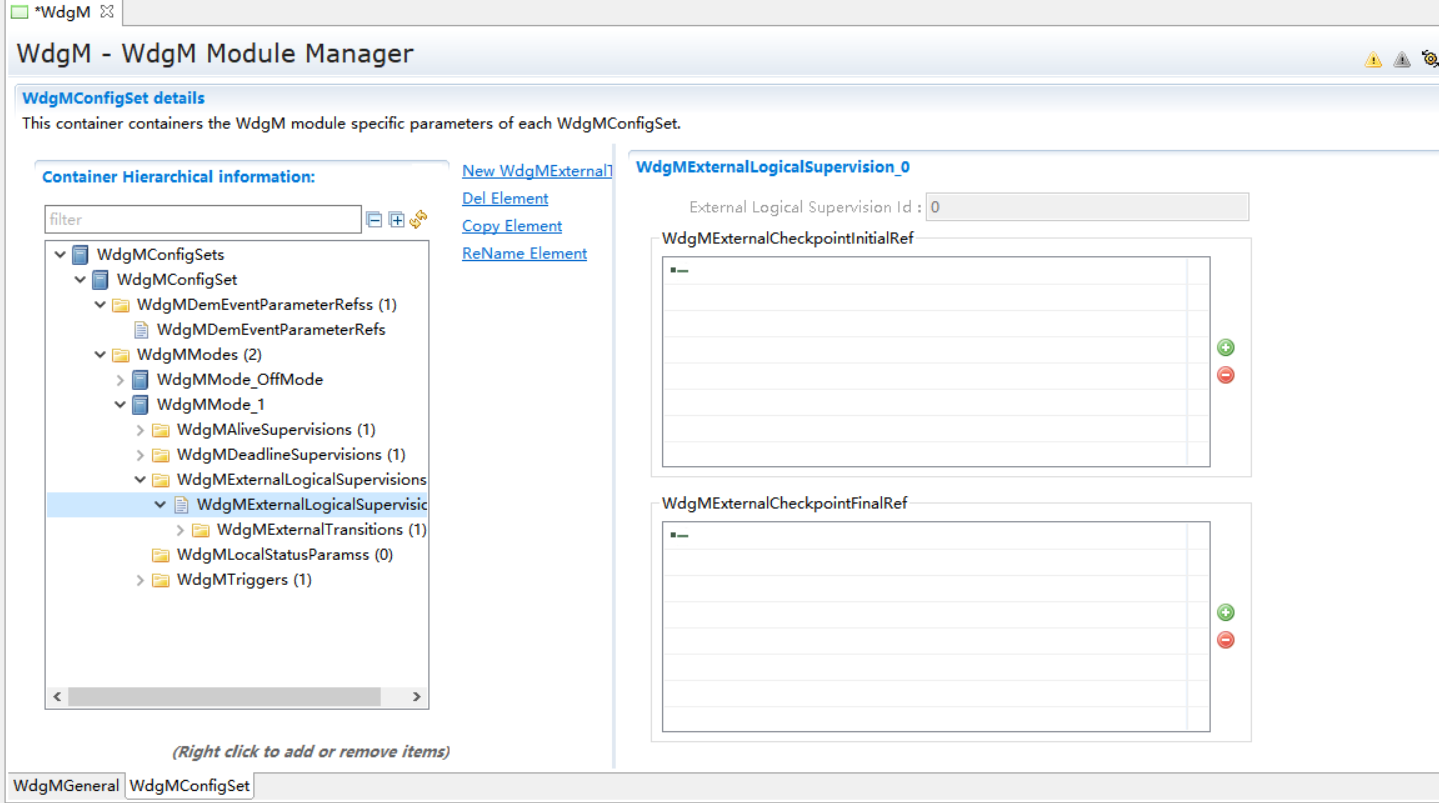 *WdgM
WdgM - WdgM Module Manager
WdgMConfigSet details
This container containers the WdgM module specific parameters of each WdgMConfigSet.
Container Hierarchical information:
filter
WdgMConfigSets
WdgMConfigSet
WdgMDemEventParameterRefss (1)
WdgMDemEventParameterRefs
WdgMModes (2)
WdgMMode_OffMode
WdgMMode_1
WdgMAliveSupervisions (1)
WdgMDeadlineSupervisions (1)
WdgMExternalLogicalSupervisions
WdgMExternalLogicalSupervisic
WdgMExternalTransitions (1)
WdgMLocalStatusParamss (0)
WdgMTriggers (1)
(Right click to add or remove items)
New WdgMExternalT
Del Element
Copy Element
ReName Element
WdgMExternalLogicalSupervision_0
External Logical Supervision Id : 0
WdgMExternalCheckpointInitialRef
WdgMExternalCheckpointFinalRef
WdgMGeneral WdgMConfigSet